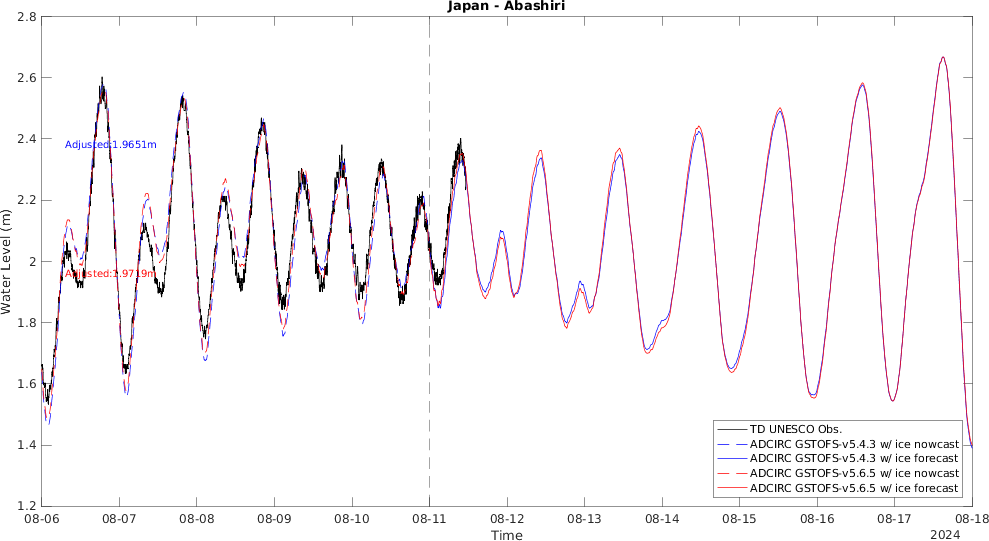 Japan - Abashiri
2.8
2.6
2.4
2.2
2
1.8
1.6
1.4
1.2
Water Level (m)
Adjusted:1.9651m
Adjusted:1.9719m
TD UNESCO Obs.
ADCIRC GSTOFS-v5.4.3 w/ ice nowcast
ADCIRC GSTOFS-v5.4.3 w/ ice forecast
ADCIRC GSTOFS-v5.6.5 w/ ice nowcast
ADCIRC GSTOFS-v5.6.5 w/ ice forecast
08-06 08-07 08-08 08-09 08-10 08-11 08-12 08-13 08-14 08-15 08-16 08-17 08-18
Time
2024